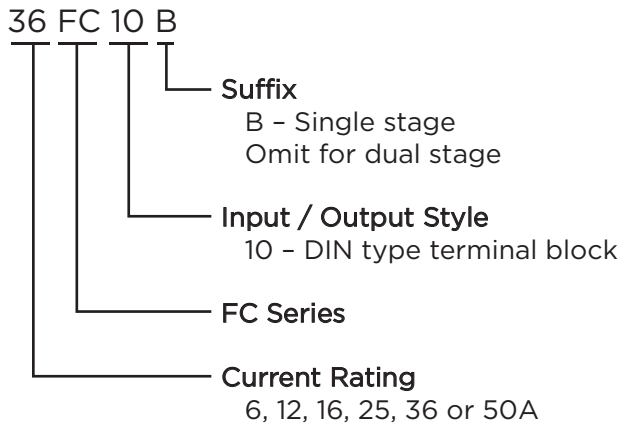 36 FC 10 B
Suffix
B – Single stage
Omit for dual stage
Input / Output Style
10 – DIN type terminal block
FC Series
Current Rating
6, 12, 16, 25, 36 or 50A